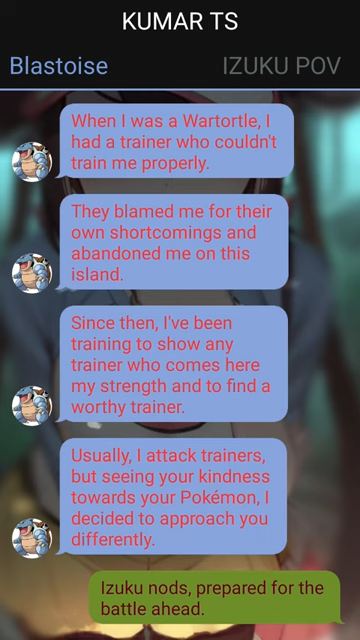 KUMAR TS
Blastoise
IZUKU POV
When I was a Wartortle, I
had a trainer who couldn't
train me properly.
They blamed me for their
own shortcomings and
abandoned me on this
island.
Since then, I've been
training to show any
trainer who comes here
my strength and to find a
worthy trainer.
Usually, I attack trainers,
but seeing your kindness
towards your Pokémon, I
decided to approach you
differently.
Izuku nods, prepared for the
battle ahead.